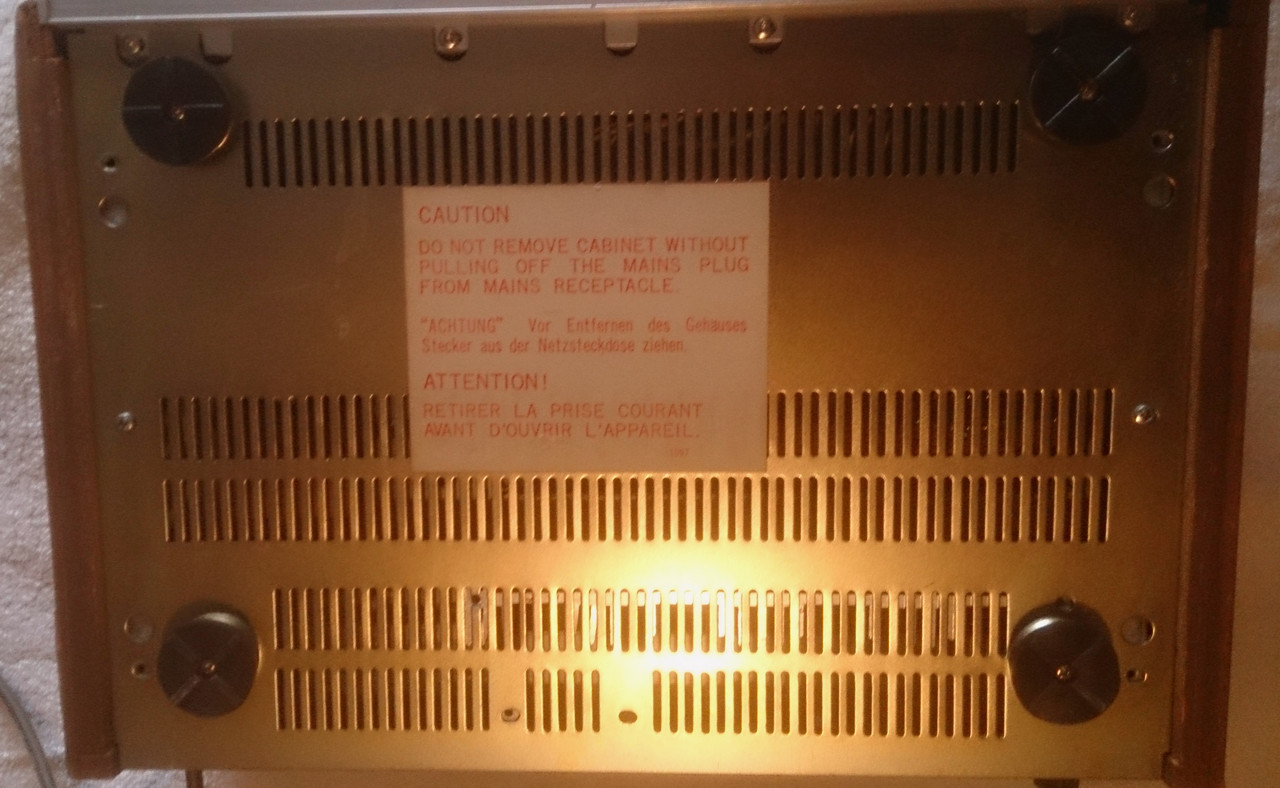 CAUTION
DO NOT REMOVE CABINET WITHOUT
PULLING OFF THE MAINS PLUG
FROM MAINS RECEPTACLE.
"ACHTUNG" Vor Entfernen des Gehäuses
Stecker aus der Netzsteckdose ziehen.
ATTENTION!
RETIRER LA PRISE COURANT
AVANT D'OUVRIR L'APPAREIL.